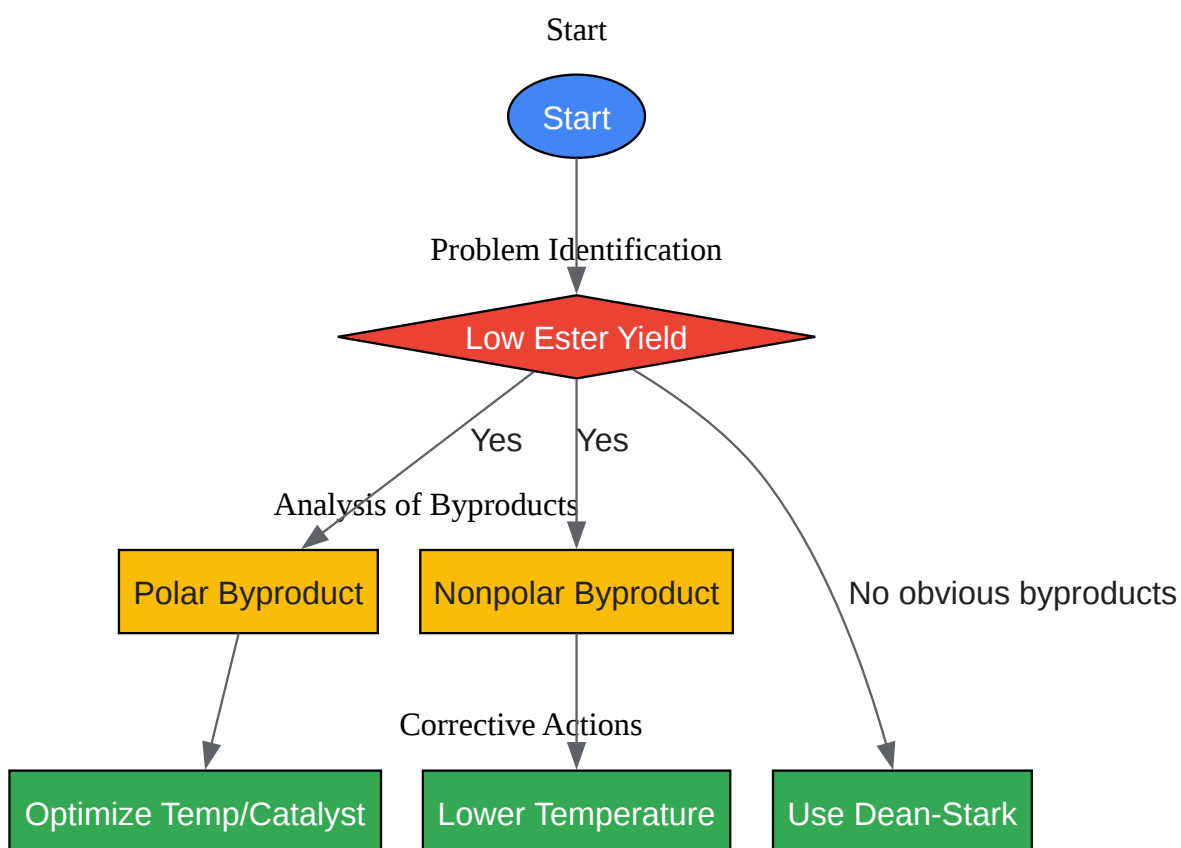 Start
Start
Problem Identification
Low Ester Yield
Yes
Yes
Analysis of Byproducts
Polar Byproduct
Nonpolar Byproduct
No obvious byproducts
Corrective Actions
Optimize Temp/Catalyst
Lower Temperature
Use Dean-Stark